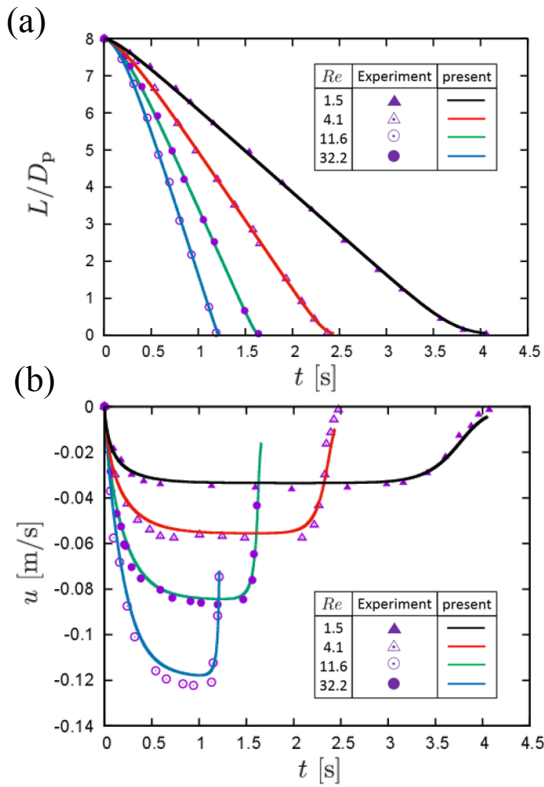 (a)
8
7
6
5
4
3
2
1
0
L/D_p
0 0.5 1 1.5 2 2.5 3 3.5 4 4.5
t [s]
Re Experiment present
1.5
4.1
11.6
32.2
(b)
0
-0.02
-0.04
-0.06
-0.08
-0.1
-0.12
-0.14
u [m/s]
0 0.5 1 1.5 2 2.5 3 3.5 4 4.5
t [s]
Re Experiment present
1.5
4.1
11.6
32.2